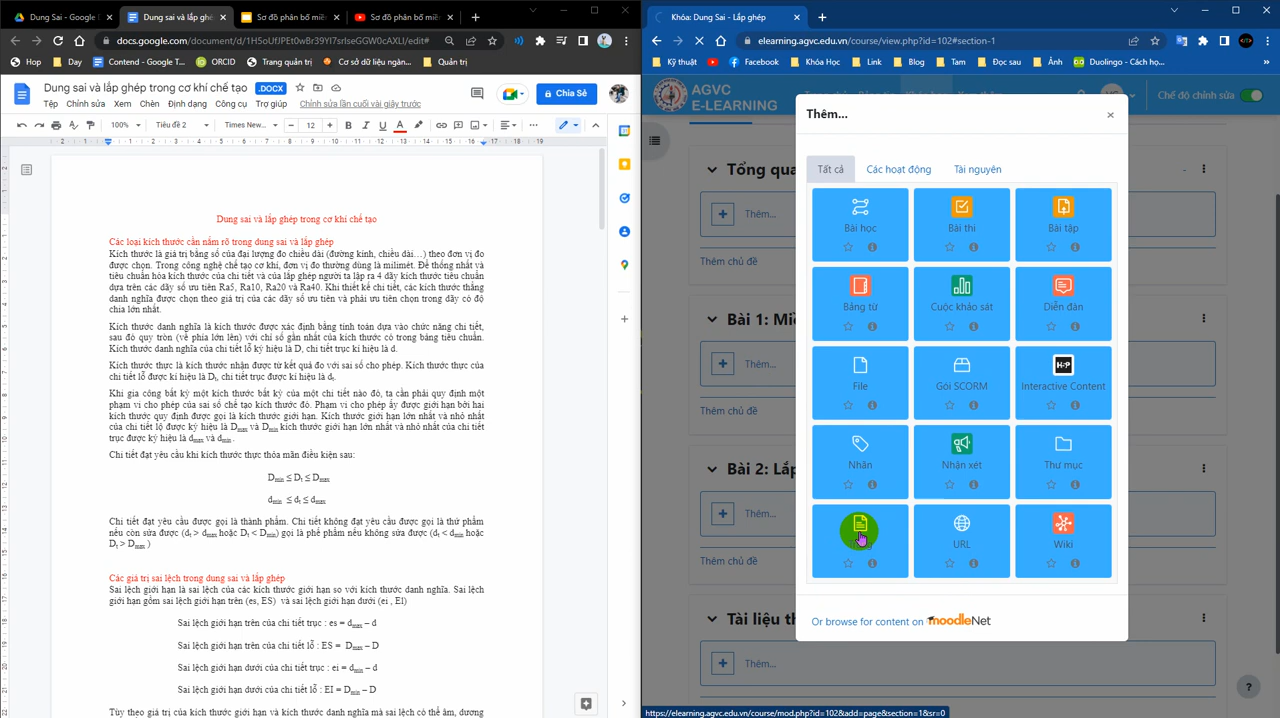 Dung Sai - Google Drive
Dung sai và lắp ghép
Sơ đồ phân bố miền
Sơ đồ phân bố miền
docs.google.com/document/d/1H5oUfJPEt0wBr39YI7srIseGGW0cAXLI/edit#
Hop
Day
Contend - Google T...
ORCID
Trang quản trị
Cơ sở dữ liệu ngàn...
Quản trị
Dung sai và lắp ghép trong cơ khí chế tạo .DOCX
Chia Sẻ
Tệp Chỉnh sửa Xem Chèn Định dạng Công cụ Trợ giúp Chỉnh sửa lần cuối vài giây trước
100% Tiêu đề 2 Times New... 12 B I U A
Dung sai và lắp ghép trong cơ khí chế tạo
Các loại kích thước cần nắm rõ trong dung sai và lắp ghép
Kích thước là giá trị bằng số của đại lượng đo chiều dài (đường kính, chiều dài…) theo đơn vị đo
được chọn. Trong công nghệ chế tạo cơ khí, đơn vị đo thường dùng là milimét. Để thống nhất và
tiêu chuẩn hóa kích thước của chi tiết và của lắp ghép người ta lập ra 4 dãy kích thước tiêu chuẩn
dựa trên các dãy số ưu tiên Ra5, Ra10, Ra20 và Ra40. Khi thiết kế chi tiết, các kích thước thẳng
danh nghĩa được chọn theo giá trị của các dãy số ưu tiên và phải ưu tiên chọn trong dãy có độ
chia lớn nhất.
Kích thước danh nghĩa là kích thước được xác định bằng tính toán dựa vào chức năng chi tiết,
sau đó quy tròn (về phía lớn lên) với chỉ số gần nhất của kích thước có trong bảng tiêu chuẩn.
Kích thước danh nghĩa của chi tiết lỗ ký hiệu là D, chi tiết trục kí hiệu là d.
Kích thước thực là kích thước nhận được từ kết quả đo với sai số cho phép. Kích thước thực của
chi tiết lỗ được kí hiệu là Dt, chi tiết trục được kí hiệu là dt.
Khi gia công bất kỳ một kích thước bất kỳ của một chi tiết nào đó, ta cần phải quy định một
phạm vi cho phép của sai số chế tạo kích thước đó. Phạm vi cho phép ấy được giới hạn bởi hai
kích thước quy định được gọi là kích thước giới hạn. Kích thước giới hạn lớn nhất và nhỏ nhất
của chi tiết lỗ được ký hiệu là Dmax và Dmin kích thước giới hạn lớn nhất và nhỏ nhất của chi tiết
trục được ký hiệu là dmax và dmin .
Chi tiết đạt yêu cầu khi kích thước thực thỏa mãn điều kiện sau:
Dmin ≤ Dt ≤ Dmax
dmin ≤ dt ≤ dmax
Chi tiết đạt yêu cầu được gọi là thành phẩm. Chi tiết không đạt yêu cầu được gọi là thứ phẩm
nếu còn sửa được (dt > dmax hoặc Dt < Dmin) gọi là phế phẩm nếu không sửa được (dt < dmin hoặc
Dt > Dmax )
Các giá trị sai lệch trong dung sai và lắp ghép
Sai lệch giới hạn là sai lệch của các kích thước giới hạn so với kích thước danh nghĩa. Sai lệch
giới hạn gồm sai lệch giới hạn trên (es, ES) và sai lệch giới hạn dưới (ei , EI)
Sai lệch giới hạn trên của chi tiết trục : es = dmax – d
Sai lệch giới hạn trên của chi tiết lỗ : ES = Dmax – D
Sai lệch giới hạn dưới của chi tiết trục : ei = dmin – d
Sai lệch giới hạn dưới của chi tiết lỗ : EI = Dmin – D
Tùy theo giá trị của kích thước giới hạn và kích thước danh nghĩa mà sai lệch có thể âm, dương
Khóa: Dung Sai - Lắp ghép
elearning.agvc.edu.vn/course/view.php?id=102#section-1
Kỹ thuật
Facebook
Khóa Học
Link
Blog
Tam
Đọc sau
Ảnh
Duolingo - Cách họ...
AGVC
E-LEARNING
Chế độ chỉnh sửa
Tổng qua
Thêm...
Thêm chủ đề
Bài 1: Mi
Thêm...
Thêm chủ đề
Bài 2: Lắp
Thêm...
Thêm chủ đề
Tài liệu th
Thêm...
Thêm...
Tất cả Các hoạt động Tài nguyên
Bài học
Bài thi
Bài tập
Bảng từ
Cuộc khảo sát
Diễn đàn
File
Gói SCORM
H-P
Interactive Content
Nhãn
Nhận xét
Thư mục
URL
Wiki
Or browse for content on moodleNet
https://elearning.agvc.edu.vn/course/mod.php?id=102&add=page&section=1&sr=0